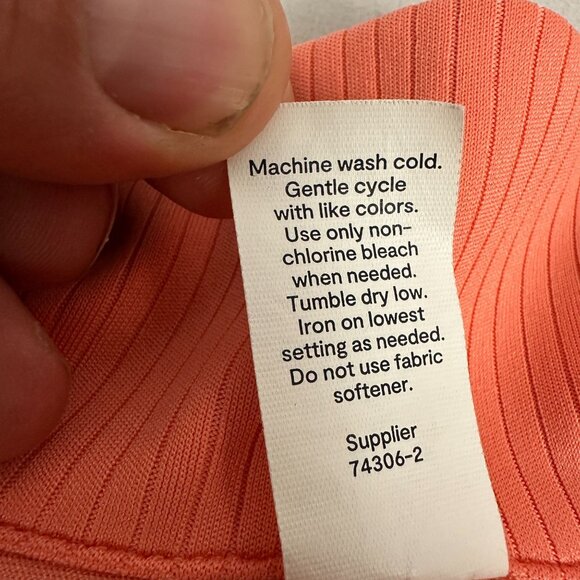 Machine wash cold.
Gentle cycle
with like colors.
Use only non-
chlorine bleach
when needed.
Tumble dry low.
Iron on lowest
setting as needed.
Do not use fabric
softener.
Supplier
74306-2